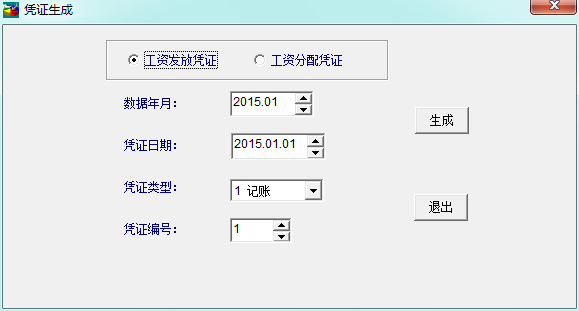 凭证生成
工资发放凭证 工资分配凭证
数据年月： 2015.01
生成
凭证日期： 2015.01.01
凭证类型： 1 记账
退出
凭证编号： 1